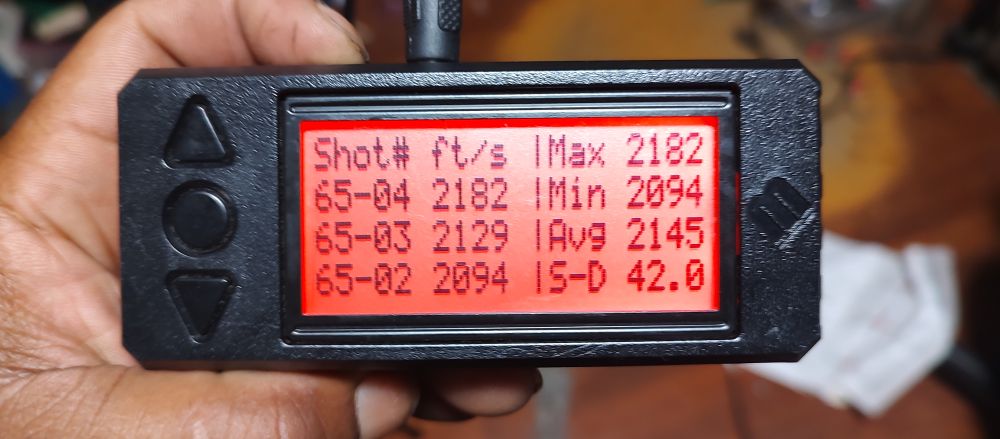 Shot# ft/s |Max 2182
65-04 2182 |Min 2094
65-03 2129 |Avg 2145
65-02 2094 |S-D 42.0